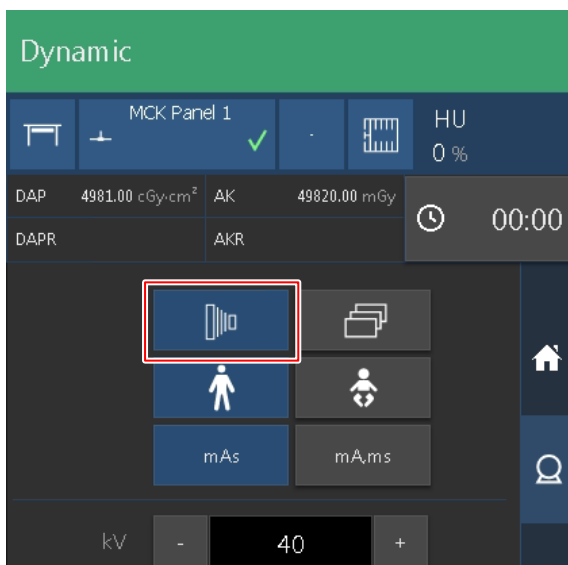 Dynamic
MCK Panel 1
HU
0 %
DAP 4981.00 cGy·cm² AK 49820.00 mGy
DAPR AKR
00:00
mAs mA,ms
kV - 40 +